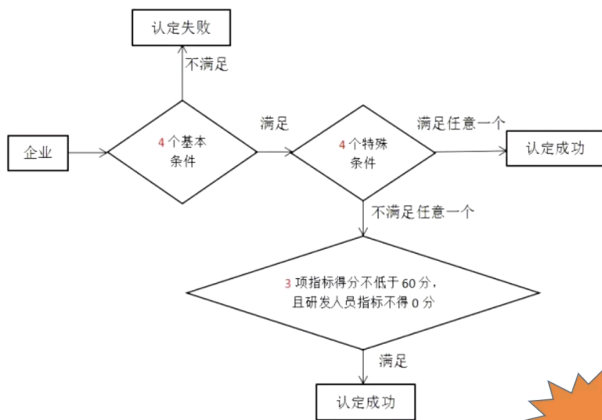 认定失败
不满足
企业
4 个基本
条件
满足
4 个特殊
条件
满足任意一个
认定成功
不满足任意一个
3 项指标得分不低于 60 分，
且研发人员指标不得 0 分
满足
认定成功